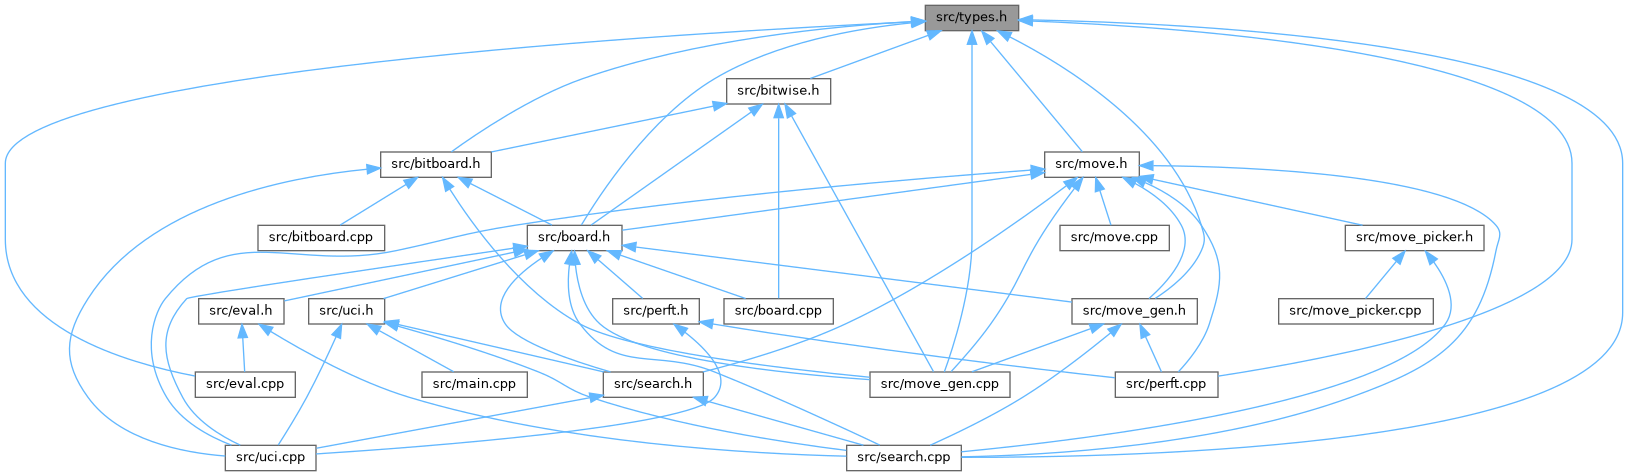 src/types.h
src/bitwise.h
src/bitboard.h
src/move.h
src/bitboard.cpp
src/board.h
src/move.cpp
src/move_picker.h
src/eval.h
src/uci.h
src/perft.h
src/board.cpp
src/move_gen.h
src/move_picker.cpp
src/eval.cpp
src/main.cpp
src/search.h
src/move_gen.cpp
src/perft.cpp
src/uci.cpp
src/search.cpp